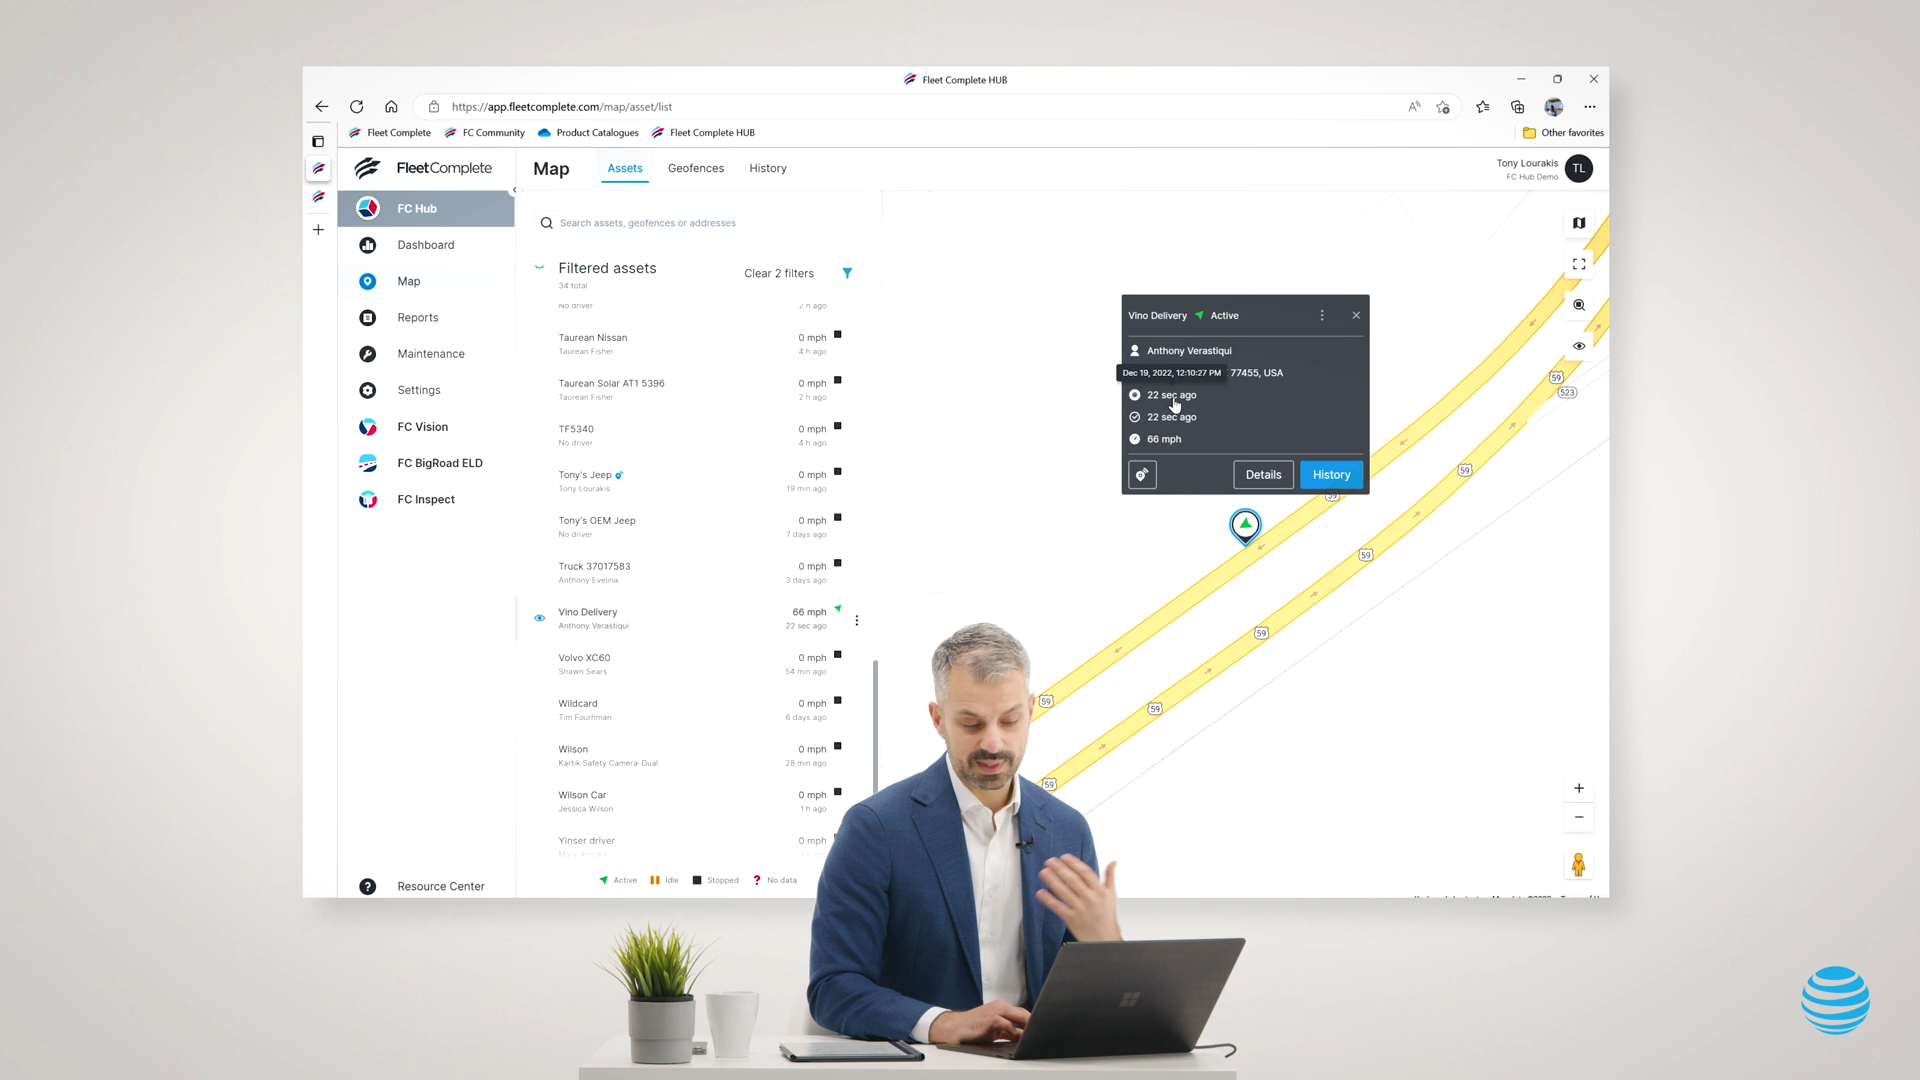 Fleet Complete HUB
https://app.fleetcomplete.com/map/asset/list
Fleet Complete
FC Community
Product Catalogues
Fleet Complete HUB
Other favorites
FleetComplete
Map
Assets
Geofences
History
Tony Lourakis
FC Hub Demo
TL
FC Hub
Dashboard
Map
Reports
Maintenance
Settings
FC Vision
FC BigRoad ELD
FC Inspect
Resource Center
Search assets, geofences or addresses
Filtered assets
Clear 2 filters
34 total
No driver
2 h ago
Taurean Nissan
0 mph
Taurean Fisher
4 h ago
Taurean Solar AT1 5396
0 mph
Taurean Fisher
2 h ago
TF5340
0 mph
No driver
4 h ago
Tony's Jeep
0 mph
Tony Lourakis
19 min ago
Tony's OEM Jeep
0 mph
No driver
7 days ago
Truck 37017583
0 mph
Anthony Evelina
3 days ago
Vino Delivery
66 mph
Anthony Verastiqui
22 sec ago
Volvo XC60
0 mph
Shawn Sears
54 min ago
Wildcard
0 mph
Tim Fourhman
6 days ago
Wilson
0 mph
Kartik Safety Camera-Dual
28 min ago
Wilson Car
0 mph
Jessica Wilson
1 h ago
Yinser driver
0 mph
Active
Idle
Stopped
No data
Vino Delivery
Active
Anthony Verastiqui
Dec 19, 2022, 12:10:27 PM
77455, USA
22 sec ago
22 sec ago
66 mph
Details
History
59
523
59
59
59
59
59
59
59
59